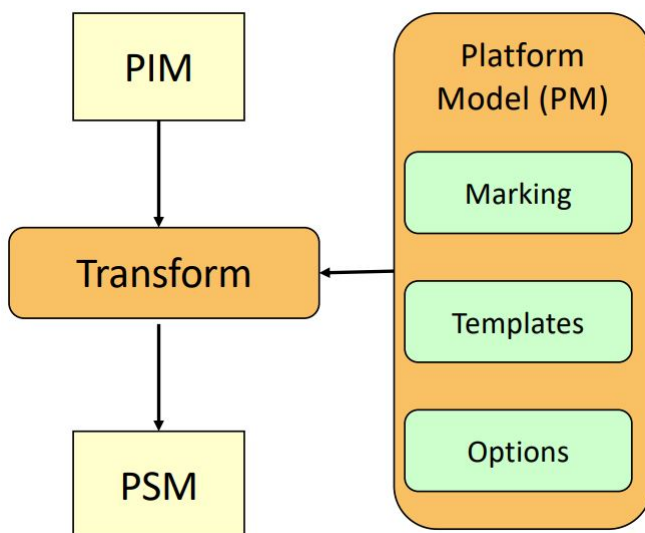 PIM
Transform
PSM
Platform
Model (PM)
Marking
Templates
Options